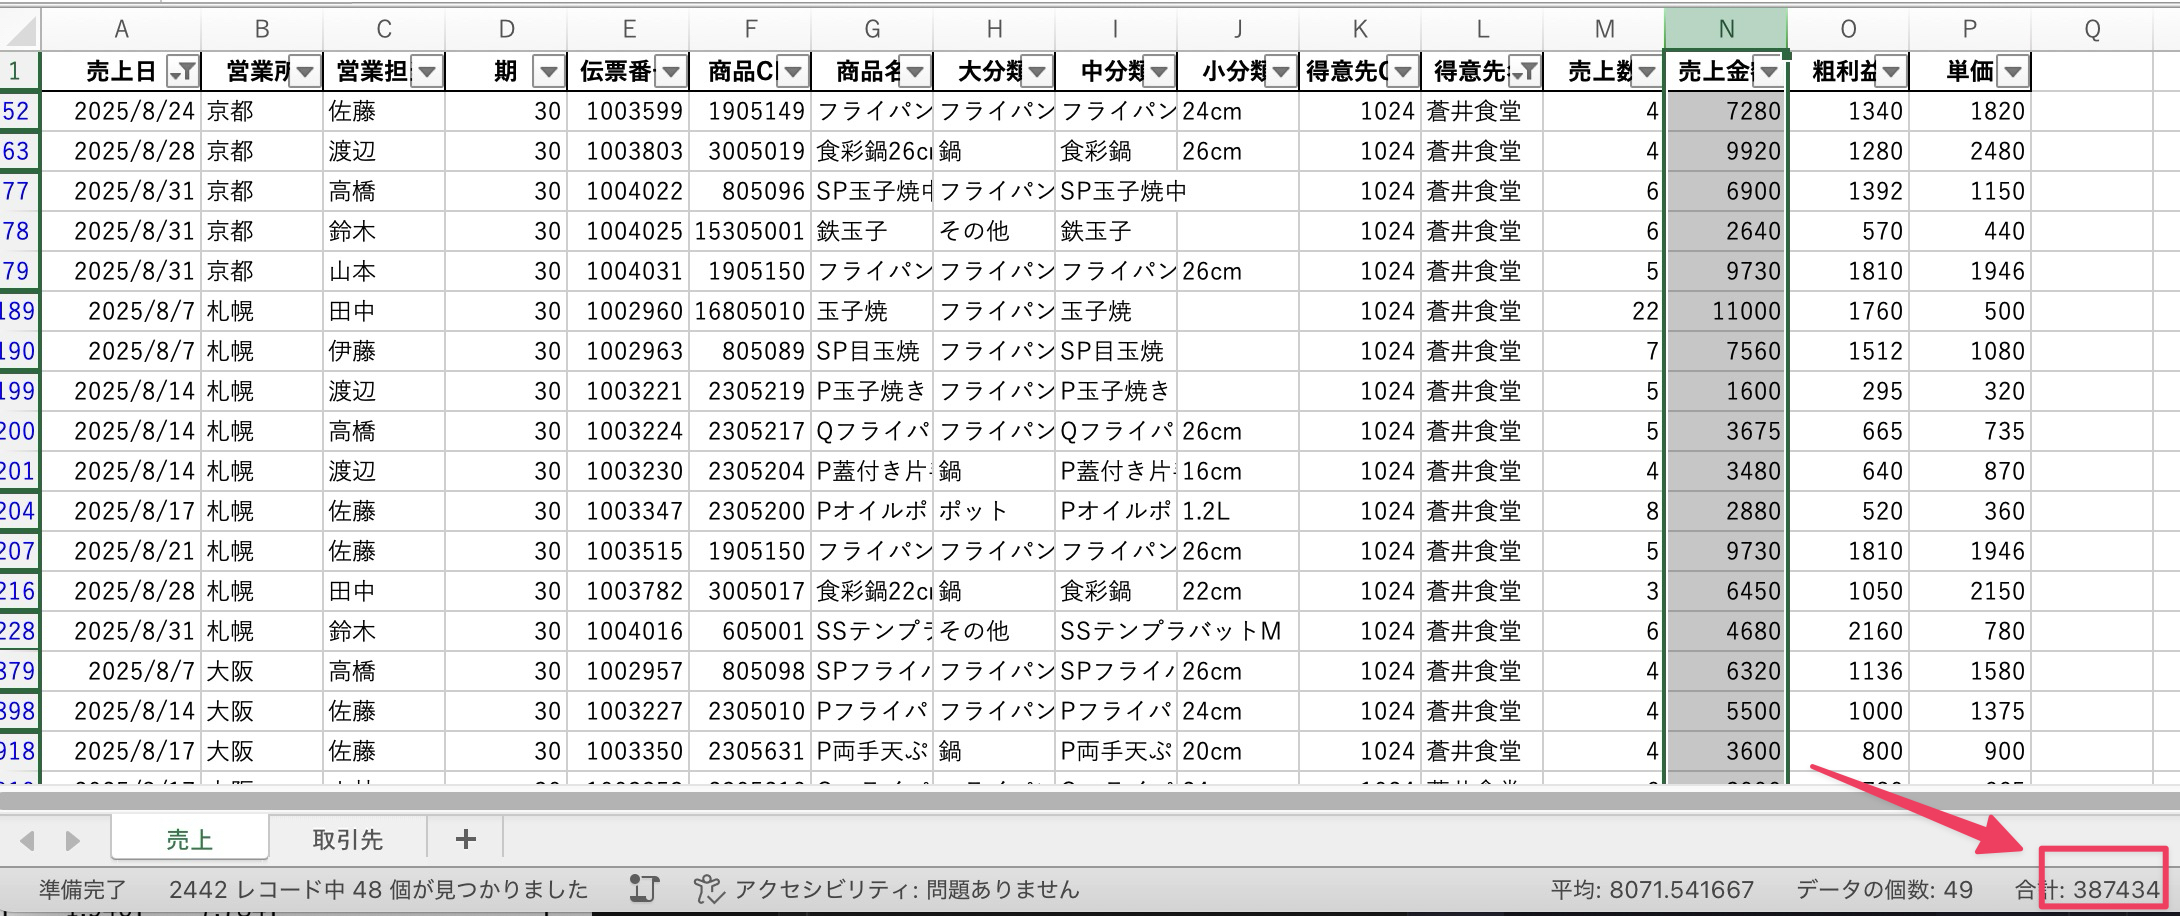 A B C D E F G H I J K L M N O P Q
1 売上日 営業所 営業担 期 伝票番 商品C 商品名 大分類 中分類 小分類 得意先C 得意先 売上数 売上金 粗利益 単価
52 2025/8/24 京都 佐藤 30 1003599 1905149 フライパン フライパン フライパン 24cm 1024 蒼井食堂 4 7280 1340 1820
63 2025/8/28 京都 渡辺 30 1003803 3005019 食彩鍋26c 鍋 食彩鍋 26cm 1024 蒼井食堂 4 9920 1280 2480
77 2025/8/31 京都 高橋 30 1004022 805096 SP玉子焼中 フライパン SP玉子焼中 1024 蒼井食堂 6 6900 1392 1150
78 2025/8/31 京都 鈴木 30 1004025 15305001 鉄玉子 その他 鉄玉子 1024 蒼井食堂 6 2640 570 440
79 2025/8/31 京都 山本 30 1004031 1905150 フライパン フライパン フライパン 26cm 1024 蒼井食堂 5 9730 1810 1946
189 2025/8/7 札幌 田中 30 1002960 16805010 玉子焼 フライパン 玉子焼 1024 蒼井食堂 22 11000 1760 500
190 2025/8/7 札幌 伊藤 30 1002963 805089 SP目玉焼 フライパン SP目玉焼 1024 蒼井食堂 7 7560 1512 1080
199 2025/8/14 札幌 渡辺 30 1003221 2305219 P玉子焼き フライパン P玉子焼き 1024 蒼井食堂 5 1600 295 320
200 2025/8/14 札幌 高橋 30 1003224 2305217 Qフライパ フライパン Qフライパ 26cm 1024 蒼井食堂 5 3675 665 735
201 2025/8/14 札幌 渡辺 30 1003230 2305204 P蓋付き片 鍋 P蓋付き片 16cm 1024 蒼井食堂 4 3480 640 870
204 2025/8/17 札幌 佐藤 30 1003347 2305200 Pオイルポ ポット Pオイルポ 1.2L 1024 蒼井食堂 8 2880 520 360
207 2025/8/21 札幌 佐藤 30 1003515 1905150 フライパン フライパン フライパン 26cm 1024 蒼井食堂 5 9730 1810 1946
216 2025/8/28 札幌 田中 30 1003782 3005017 食彩鍋22c 鍋 食彩鍋 22cm 1024 蒼井食堂 3 6450 1050 2150
228 2025/8/31 札幌 鈴木 30 1004016 605001 SSテンプラ その他 SSテンプラバットM 1024 蒼井食堂 6 4680 2160 780
379 2025/8/7 大阪 高橋 30 1002957 805098 SPフライパ フライパン SPフライパ 26cm 1024 蒼井食堂 4 6320 1136 1580
398 2025/8/14 大阪 佐藤 30 1003227 2305010 Pフライパ フライパン Pフライパ 24cm 1024 蒼井食堂 4 5500 1000 1375
918 2025/8/17 大阪 佐藤 30 1003350 2305631 P両手天ぷ 鍋 P両手天ぷ 20cm 1024 蒼井食堂 4 3600 800 900
売上 取引先 +
準備完了 2442 レコード中 48 個が見つかりました アクセシビリティ: 問題ありません 平均: 8071.541667 データの個数: 49 合計: 387434